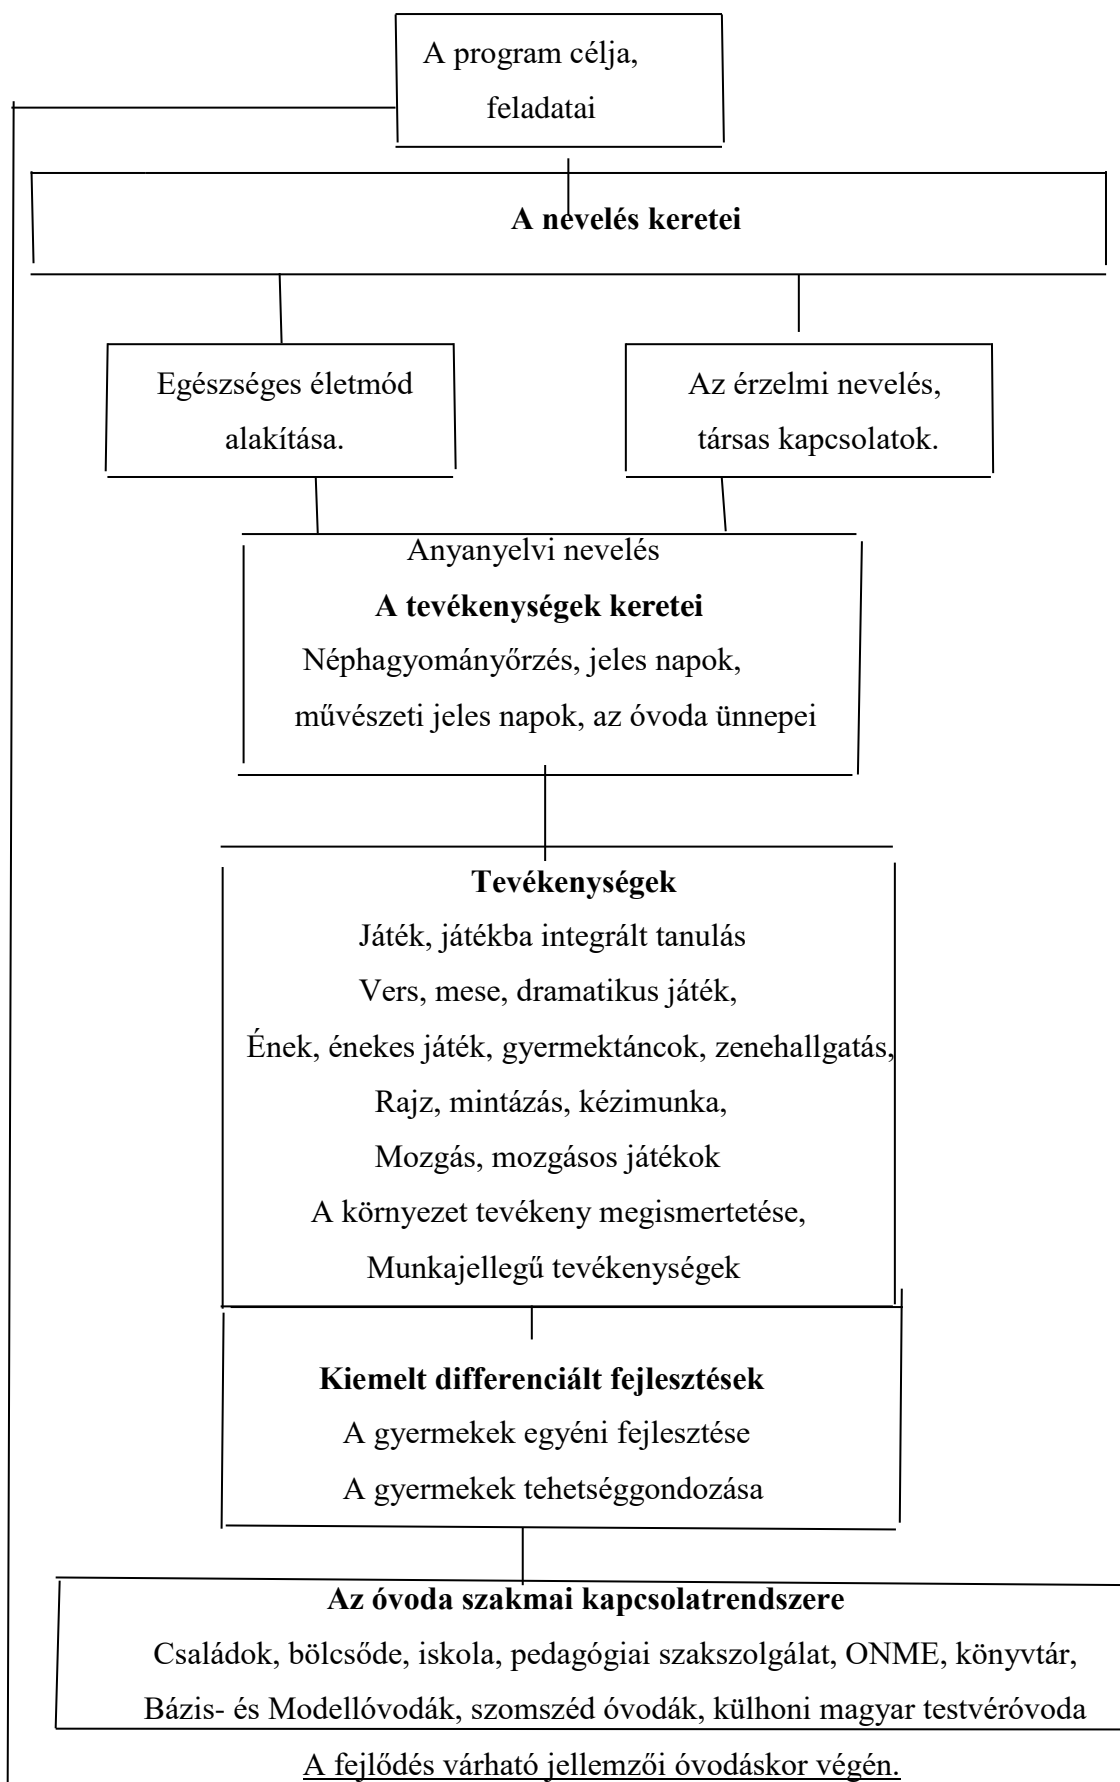 A program célja,
feladatai
A nevelés keretei
Egészséges életmód
alakítása.
Az érzelmi nevelés,
társas kapcsolatok.
Anyanyelvi nevelés
A tevékenységek keretei
Néphagyományőrzés, jeles napok,
művészeti jeles napok, az óvoda ünnepei
Tevékenységek
Játék, játékba integrált tanulás
Vers, mese, dramatikus játék,
Ének, énekes játék, gyermektáncok, zenehallgatás,
Rajz, mintázás, kézimunka,
Mozgás, mozgásos játékok
A környezet tevékeny megismertetése,
Munkajellegű tevékenységek
Kiemelt differenciált fejlesztések
A gyermekek egyéni fejlesztése
A gyermekek tehetséggondozása
Az óvoda szakmai kapcsolatrendszere
Családok, bölcsőde, iskola, pedagógiai szakszolgálat, ONME, könyvtár,
Bázis- és Modellóvodák, szomszéd óvodák, külhoni magyar testvéróvoda
A fejlődés várható jellemzői óvodáskor végén.